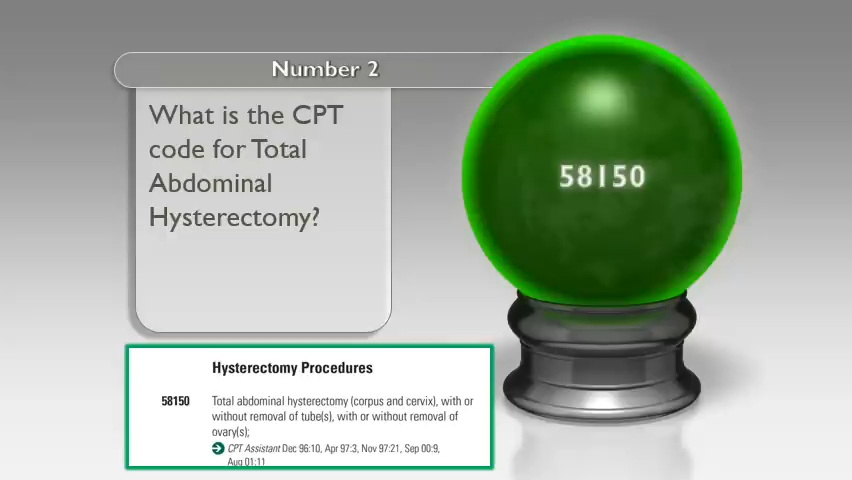 Number 2
What is the CPT
code for Total
Abdominal
Hysterectomy?
58150
Hysterectomy Procedures
58150 Total abdominal hysterectomy (corpus and cervix), with or
without removal of tube(s), with or without removal of
ovary(s);
CPT Assistant Dec 96:10, Apr 97:3, Nov 97:21, Sep 00:9,
Aug 01:11